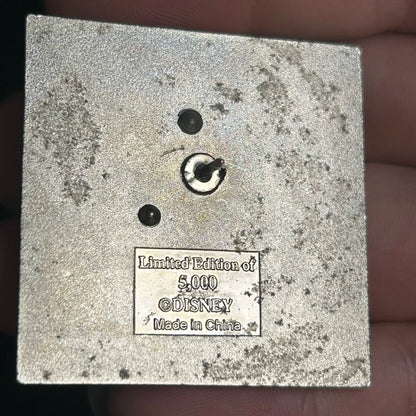 Limited Edition of
5,000
©DISNEY
Made in China